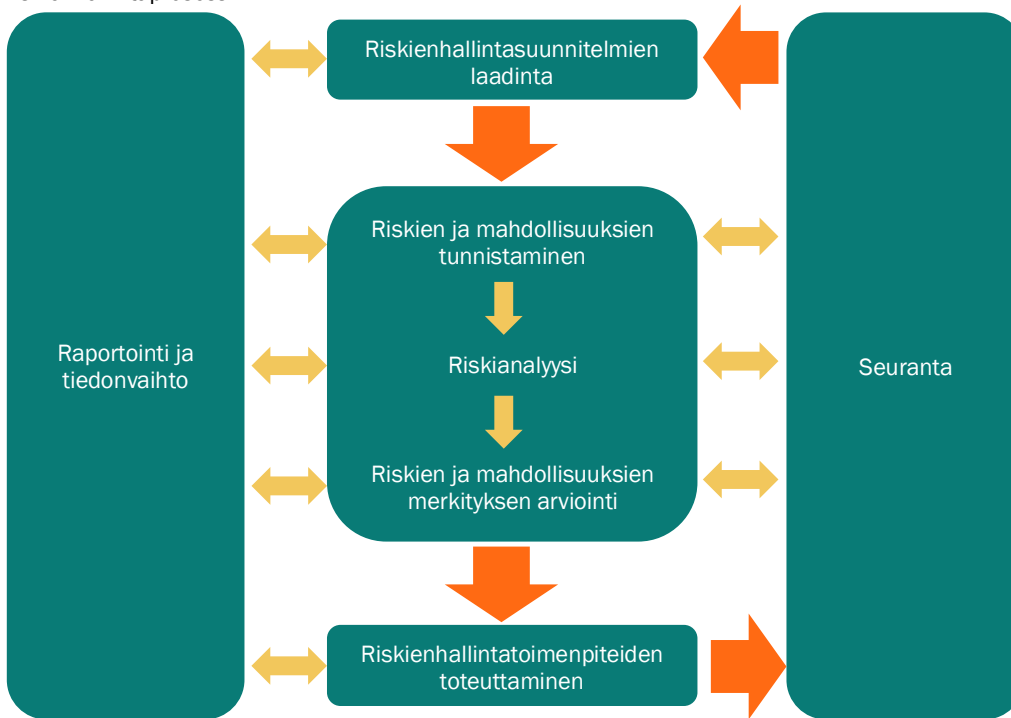 Riskienhallintasuunnitelmien
laadinta
Riskien ja mahdollisuuksien
tunnistaminen
Raportointi ja
tiedonvaihto
Riskianalyysi
Seuranta
Riskien ja mahdollisuuksien
merkityksen arviointi
Riskienhallintatoimenpiteiden
toteuttaminen